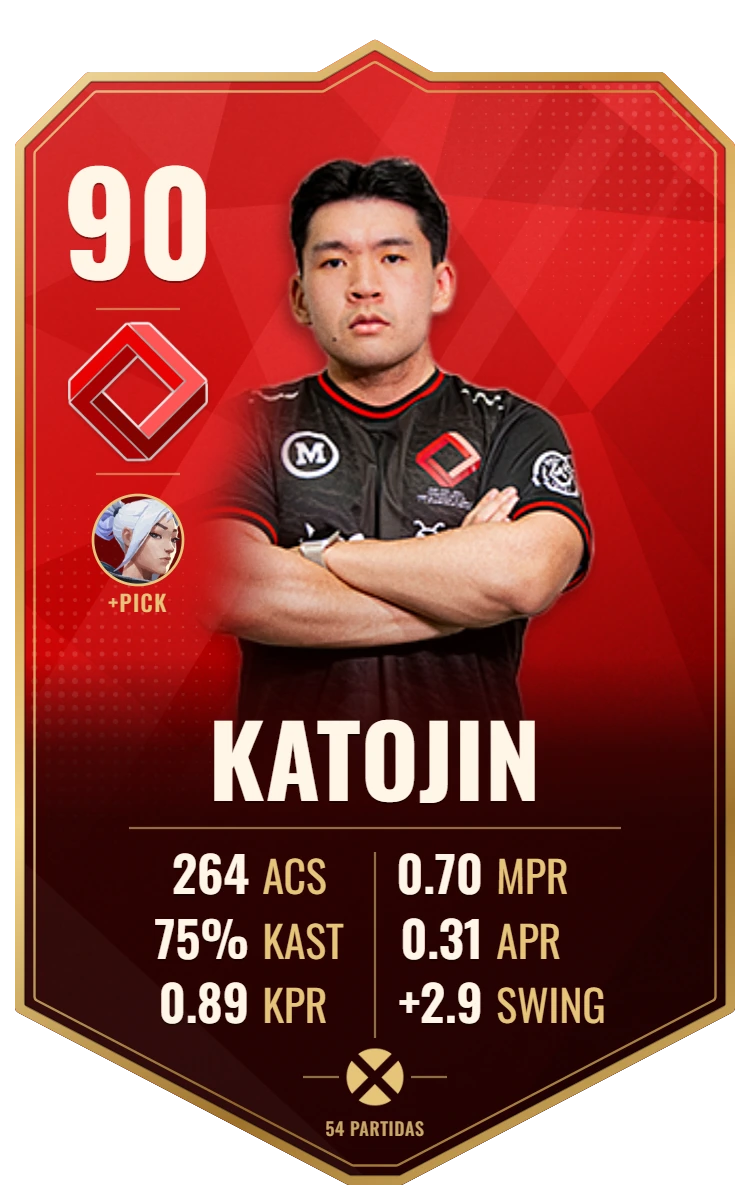 90
+PICK
M
KATOJIN
264 ACS
75% KAST
0.89 KPR
0.70 MPR
0.31 APR
+2.9 SWING
54 PARTIDAS